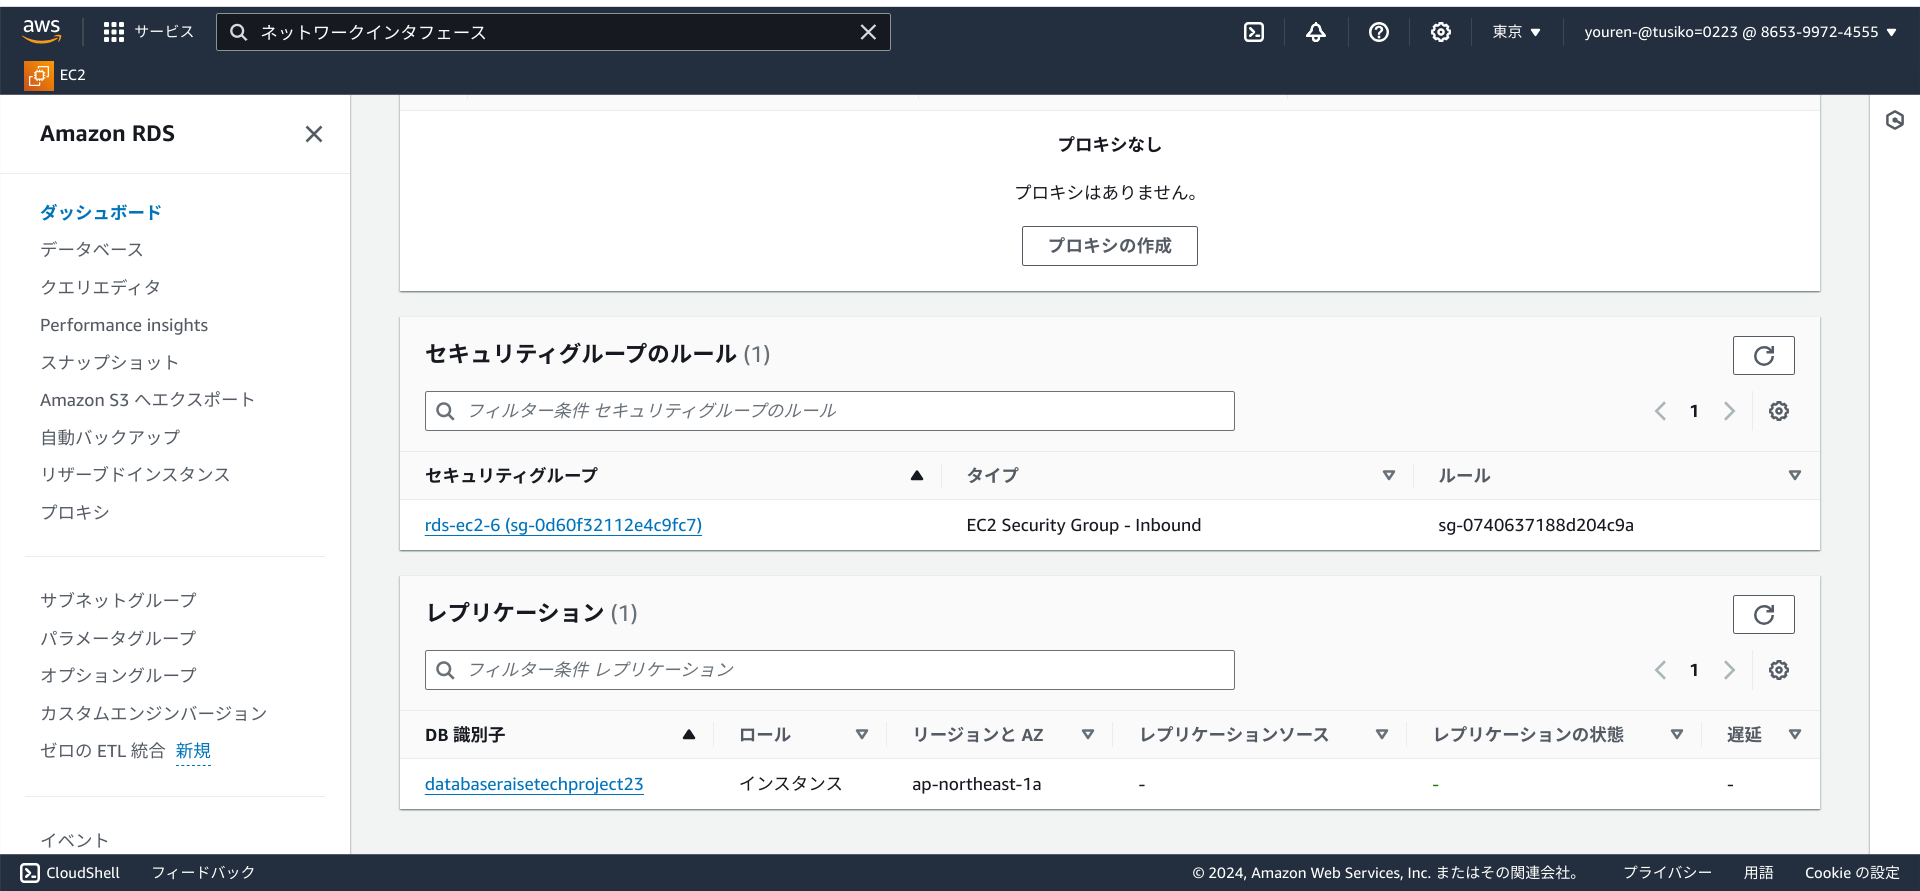 aws
サービス
ネットワークインタフェース
東京 ▼
youren-@tusiko=0223 @ 8653-9972-4555 ▼
EC2
Amazon RDS
ダッシュボード
データベース
クエリエディタ
Performance insights
スナップショット
Amazon S3 へエクスポート
自動バックアップ
リザーブドインスタンス
プロキシ
サブネットグループ
パラメータグループ
オプショングループ
カスタムエンジンバージョン
ゼロの ETL 統合 新規
イベント
プロキシなし
プロキシはありません。
プロキシの作成
セキュリティグループのルール (1)
フィルター条件 セキュリティグループのルール
1
セキュリティグループ タイプ ルール
rds-ec2-6 (sg-0d60f32112e4c9fc7) EC2 Security Group - Inbound sg-0740637188d204c9a
レプリケーション (1)
フィルター条件 レプリケーション
1
DB 識別子 ロール リージョンと AZ レプリケーションソース レプリケーションの状態 遅延
databaseraisetechproject23 インスタンス ap-northeast-1a - - -
CloudShell フィードバック
© 2024, Amazon Web Services, Inc. またはその関連会社。 プライバシー 用語 Cookie の設定